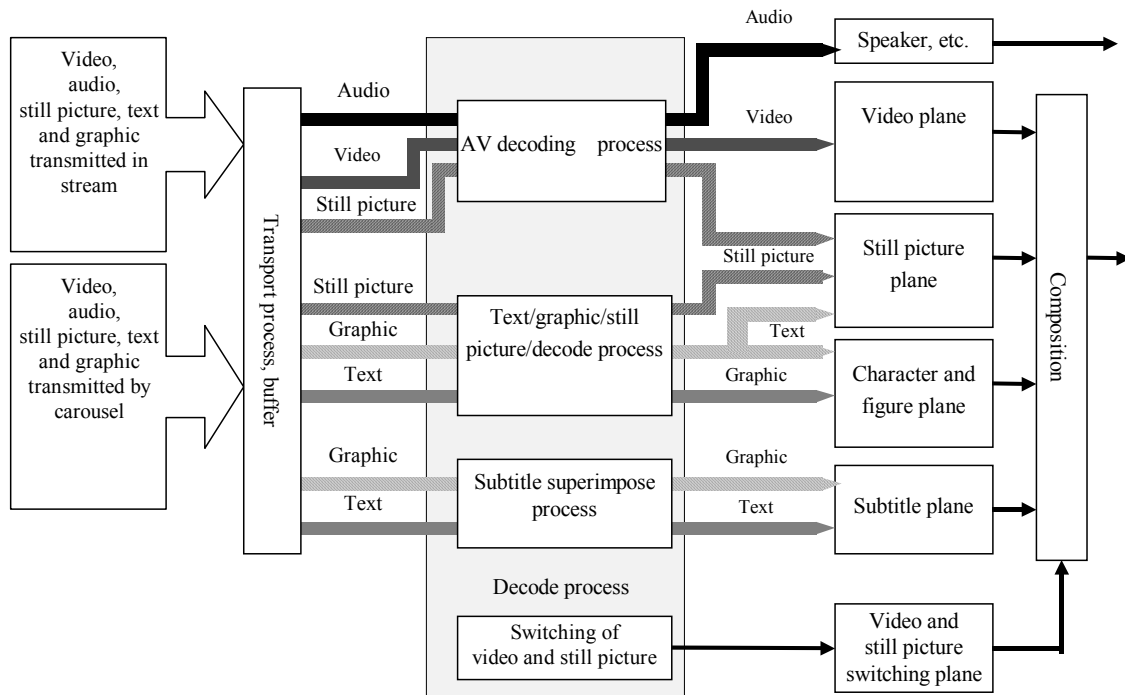 Video,
audio,
still picture, text
and graphic
transmitted in
stream
Video,
audio,
still picture, text
and graphic
transmitted by
carousel
Transport process, buffer
Audio
Video
Still picture
Still picture
Graphic
Text
Graphic
Text
AV decoding process
Text/graphic/still
picture/decode process
Subtitle superimpose
process
Decode process
Switching of
video and still picture
Audio
Video
Still picture
Text
Graphic
Graphic
Text
Speaker, etc.
Video plane
Still picture
plane
Character and
figure plane
Subtitle plane
Video and
still picture
switching plane
Composition